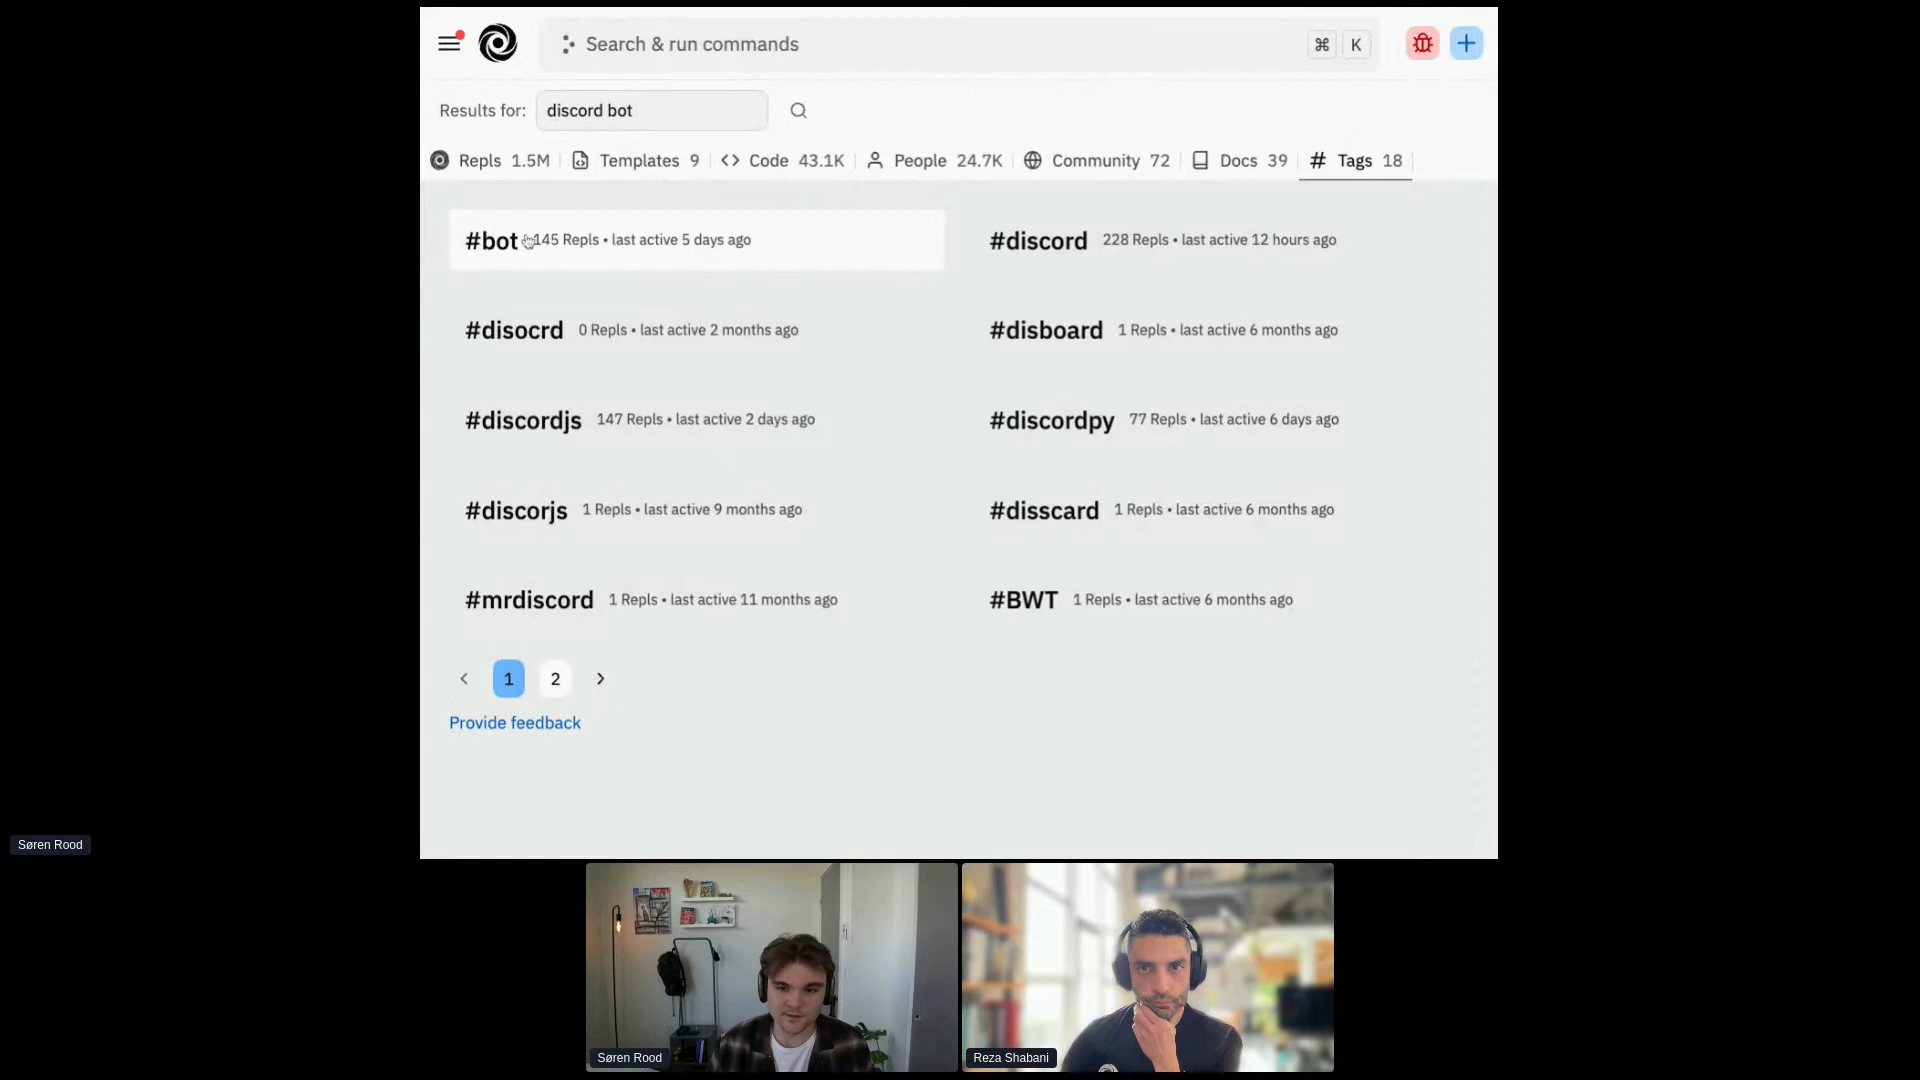 Search & run commands
⌘ K
Results for: discord bot
Repls 1.5M Templates 9 Code 43.1K People 24.7K Community 72 Docs 39 # Tags 18
#bot 145 Repls • last active 5 days ago
#discord 228 Repls • last active 12 hours ago
#disocrd 0 Repls • last active 2 months ago
#disboard 1 Repls • last active 6 months ago
#discordjs 147 Repls • last active 2 days ago
#discordpy 77 Repls • last active 6 days ago
#discorjs 1 Repls • last active 9 months ago
#disscard 1 Repls • last active 6 months ago
#mrdiscord 1 Repls • last active 11 months ago
#BWT 1 Repls • last active 6 months ago
1 2
Provide feedback
Søren Rood
Søren Rood
Reza Shabani